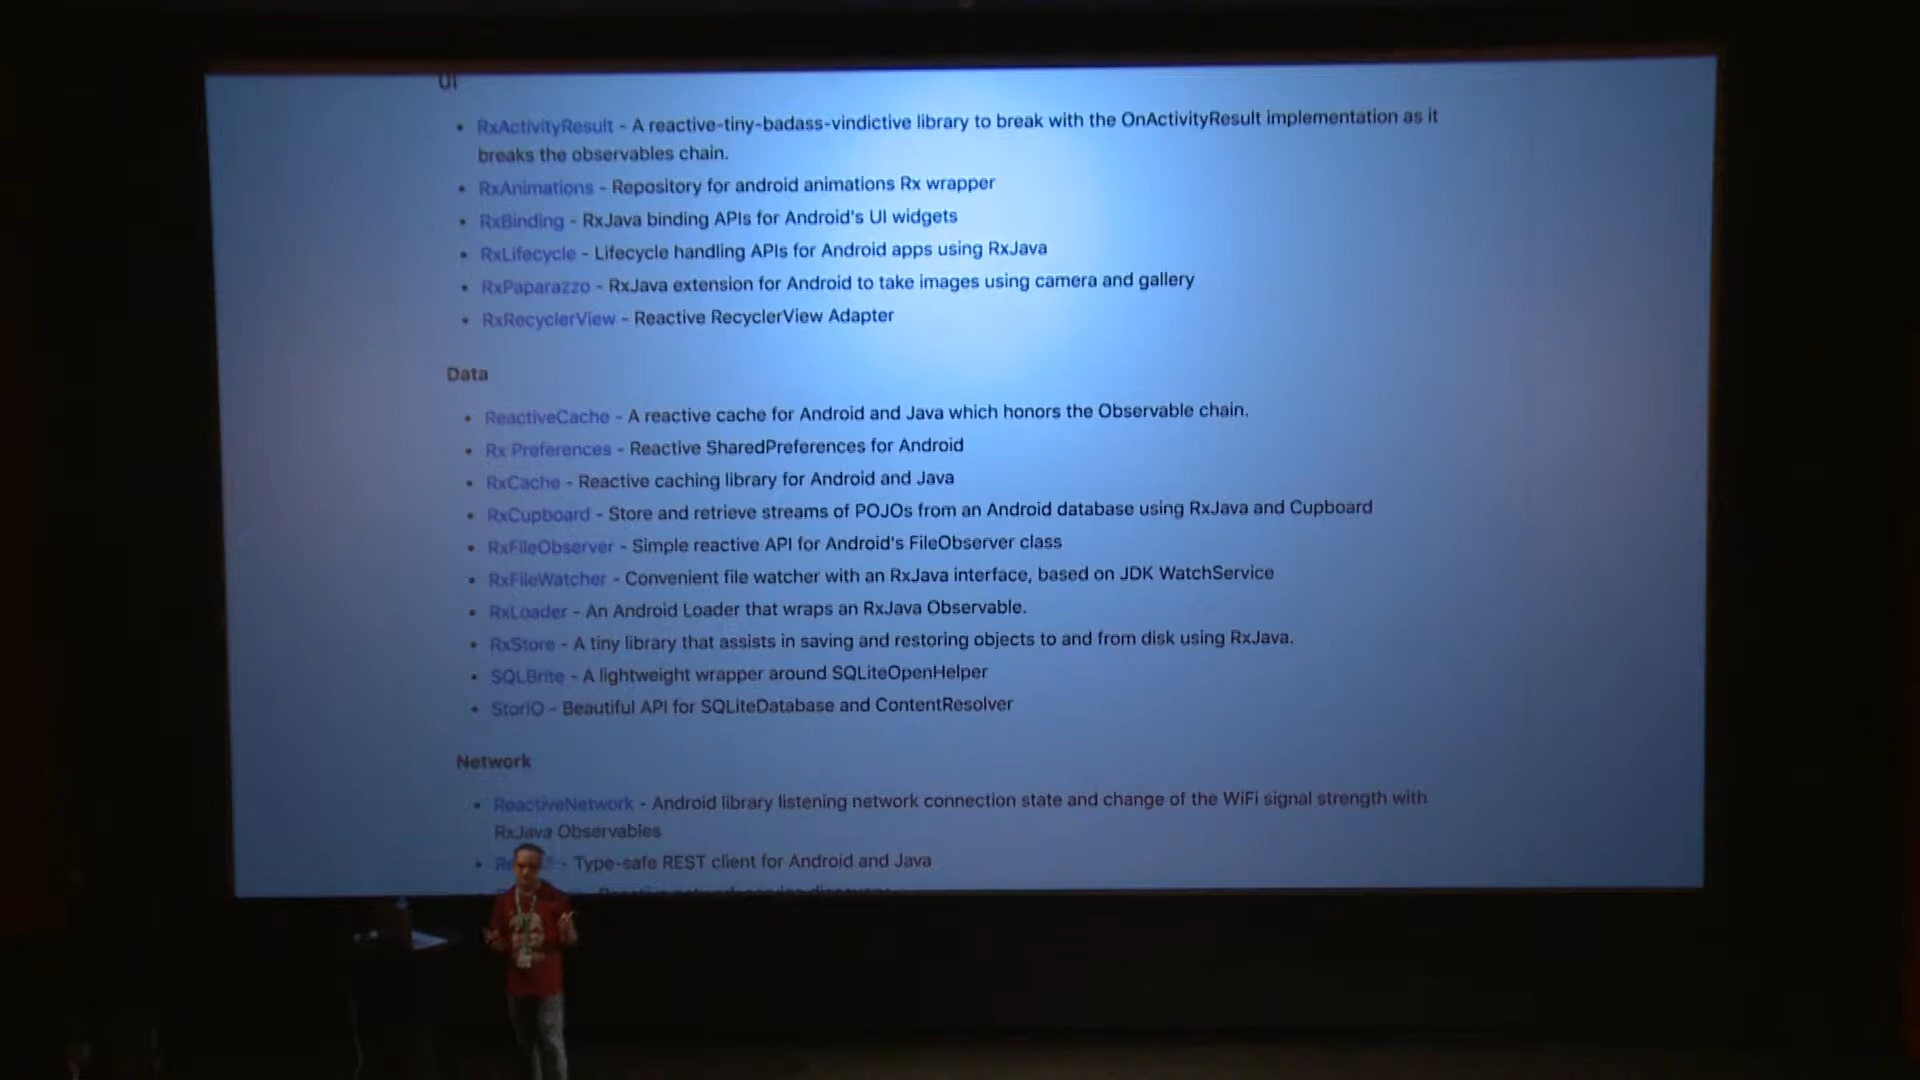 UI
RxActivityResult - A reactive-tiny-badass-vindictive library to break with the OnActivityResult implementation as it
breaks the observables chain.
RxAnimations - Repository for android animations Rx wrapper
RxBinding - RxJava binding APIs for Android's UI widgets
RxLifecycle - Lifecycle handling APIs for Android apps using RxJava
RxPaparazzo - RxJava extension for Android to take images using camera and gallery
RxRecyclerView - Reactive RecyclerView Adapter
Data
ReactiveCache - A reactive cache for Android and Java which honors the Observable chain.
Rx Preferences - Reactive SharedPreferences for Android
RxCache - Reactive caching library for Android and Java
RxCupboard - Store and retrieve streams of POJOs from an Android database using RxJava and Cupboard
RxFileObserver - Simple reactive API for Android's FileObserver class
RxFileWatcher - Convenient file watcher with an RxJava interface, based on JDK WatchService
RxLoader - An Android Loader that wraps an RxJava Observable.
RxStore - A tiny library that assists in saving and restoring objects to and from disk using RxJava.
SQLBrite - A lightweight wrapper around SQLiteOpenHelper
StorIO - Beautiful API for SQLiteDatabase and ContentResolver
Network
ReactiveNetwork - Android library listening network connection state and change of the WiFi signal strength with
RxJava Observables
- Type-safe REST client for Android and Java